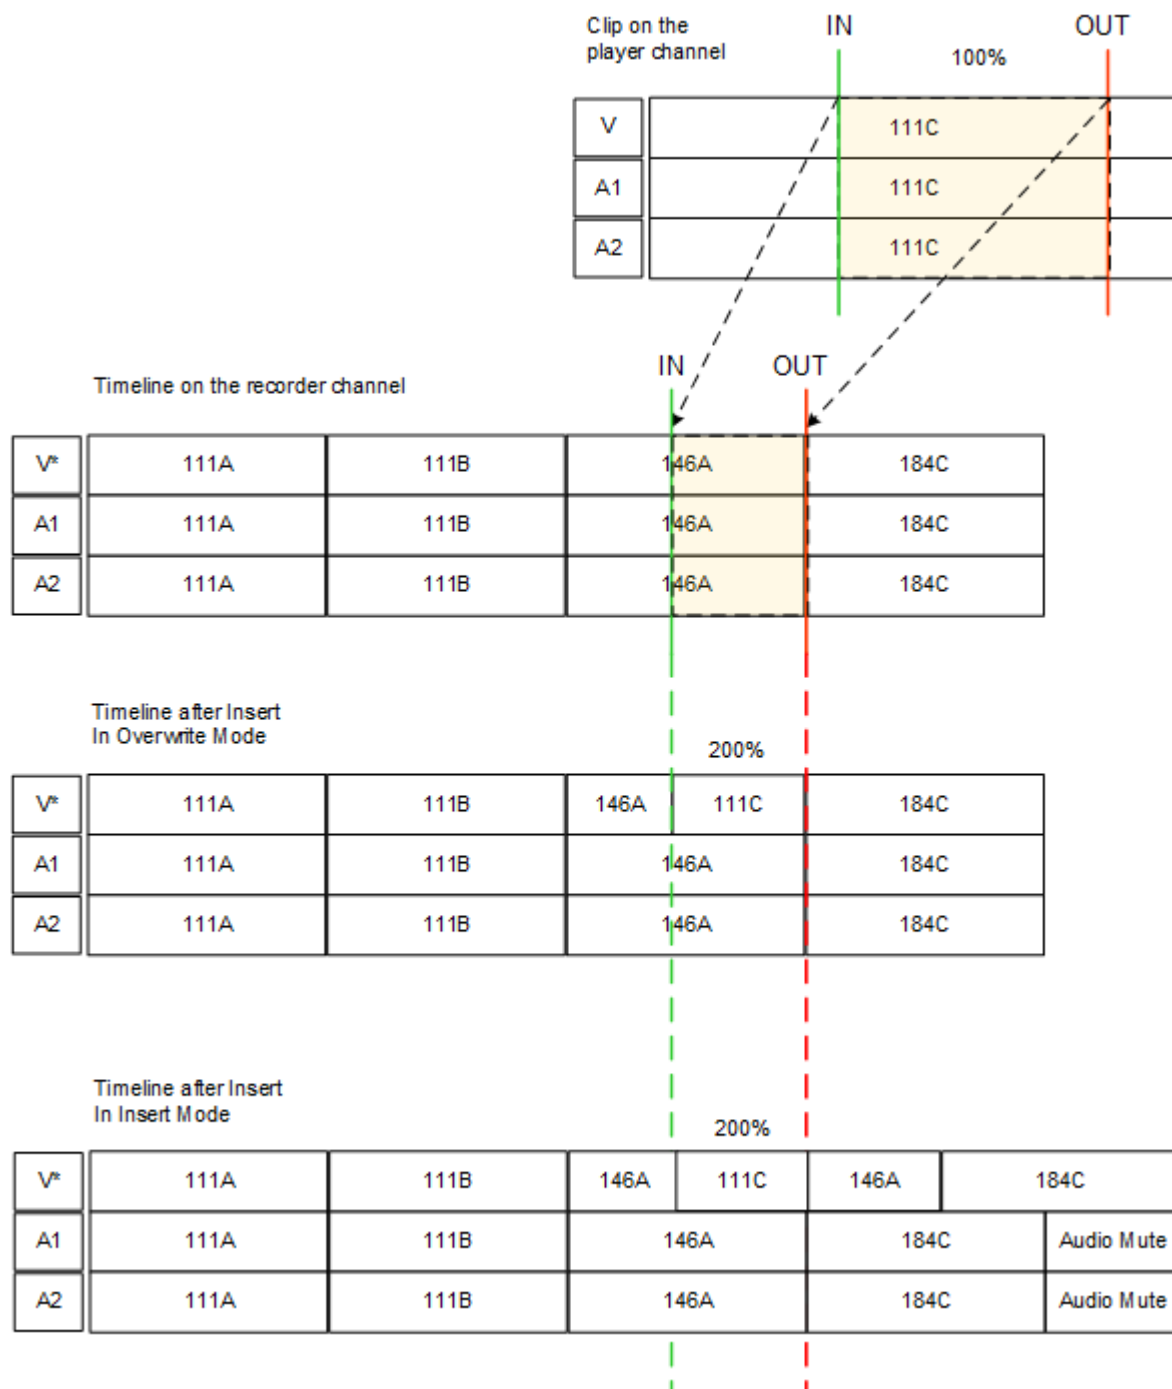 Clip on the
player channel
IN
OUT
100%
V
111C
A1
111C
A2
111C
Timeline on the recorder channel
IN
OUT
V* 111A 111B 146A 184C
A1 111A 111B 146A 184C
A2 111A 111B 146A 184C
Timeline after Insert
In Overwrite Mode
200%
V* 111A 111B 146A 111C 184C
A1 111A 111B 146A 184C
A2 111A 111B 146A 184C
Timeline after Insert
In Insert Mode
200%
V* 111A 111B 146A 111C 146A 184C
A1 111A 111B 146A 184C Audio Mute
A2 111A 111B 146A 184C Audio Mute